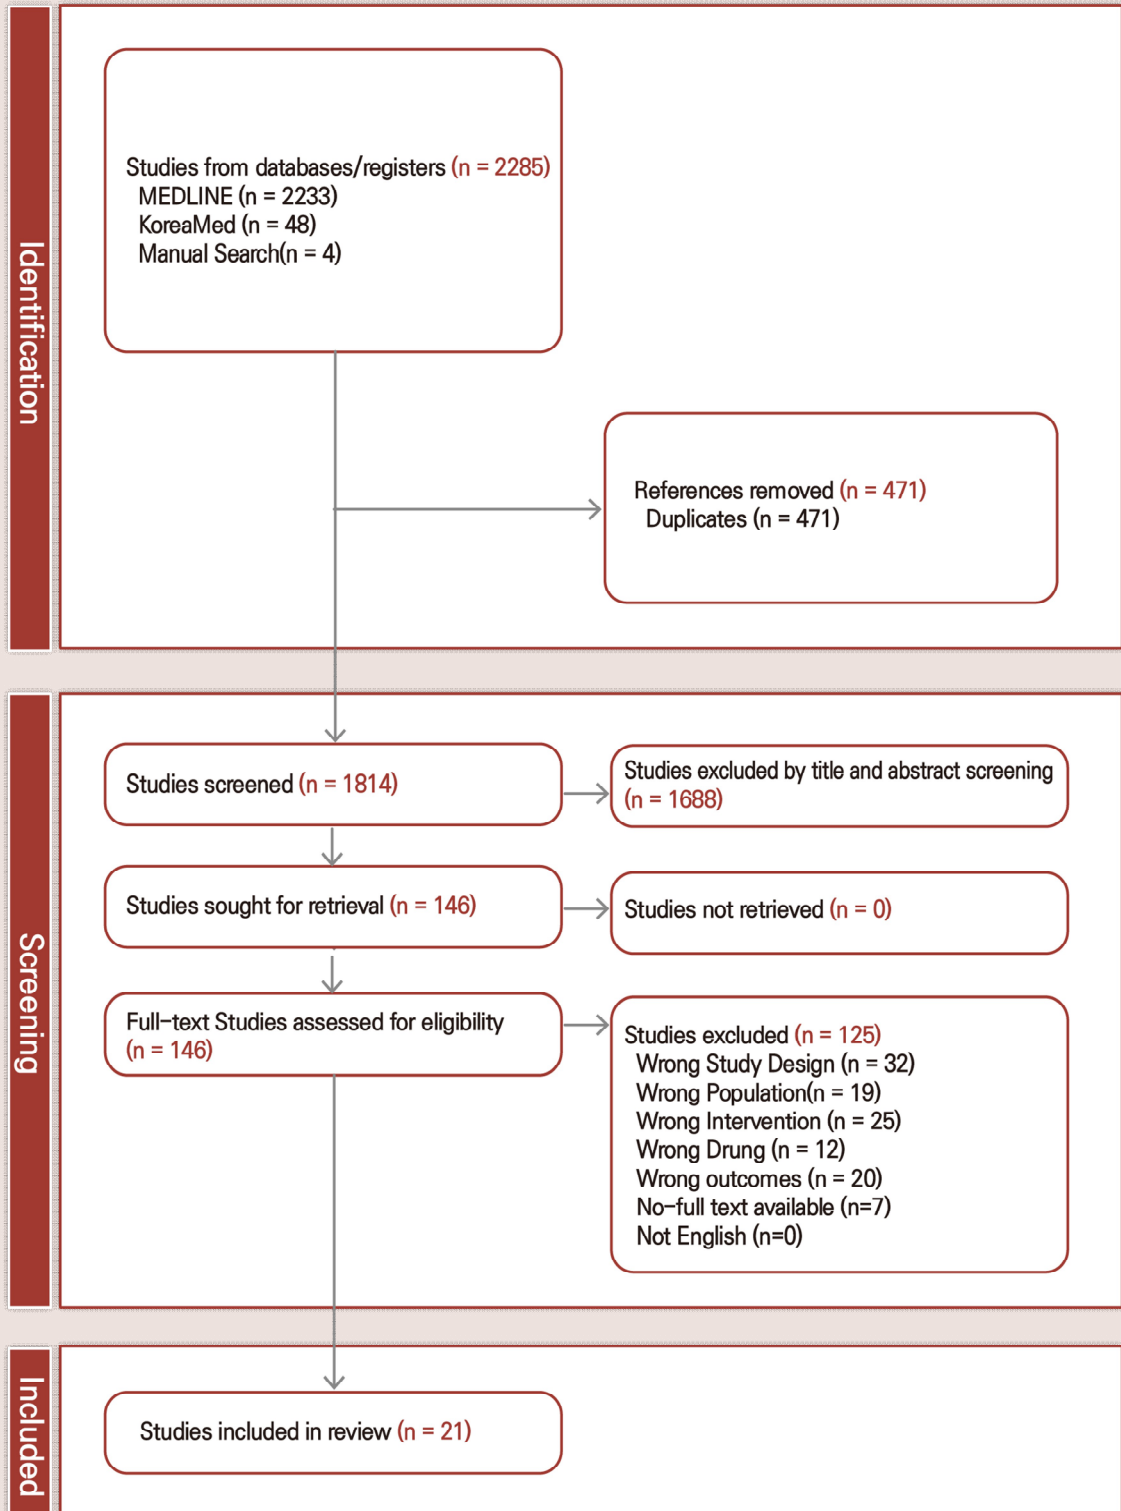 Identification
Studies from databases/registers (n = 2285)
MEDLINE (n = 2233)
KoreaMed (n = 48)
Manual Search(n = 4)
References removed (n = 471)
Duplicates (n = 471)
Screening
Studies screened (n = 1814)
Studies excluded by title and abstract screening
(n = 1688)
Studies sought for retrieval (n = 146)
Studies not retrieved (n = 0)
Full-text Studies assessed for eligibility
(n = 146)
Studies excluded (n = 125)
Wrong Study Design (n = 32)
Wrong Population(n = 19)
Wrong Intervention (n = 25)
Wrong Drung (n = 12)
Wrong outcomes (n = 20)
No-full text available (n=7)
Not English (n=0)
Included
Studies included in review (n = 21)